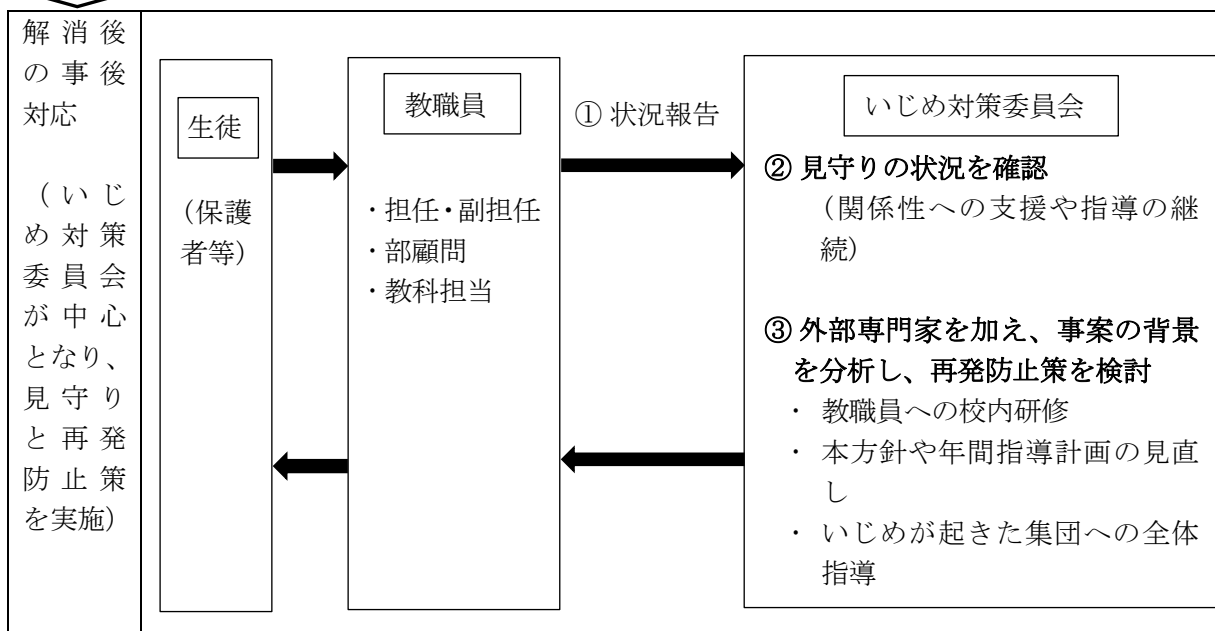 解消後
の事後
対応
（いじ
め対策
委員会
が中心
となり、
見守り
と再発
防止策
を実施）
生徒
（保護
者等）
教職員
・担任・副担任
・部顧問
・教科担当
① 状況報告
いじめ対策委員会
② 見守りの状況を確認
（関係性への支援や指導の継
続）
③ 外部専門家を加え、事案の背景
を分析し、再発防止策を検討
・ 教職員への校内研修
・ 本方針や年間指導計画の見直
し
・ いじめが起きた集団への全体
指導